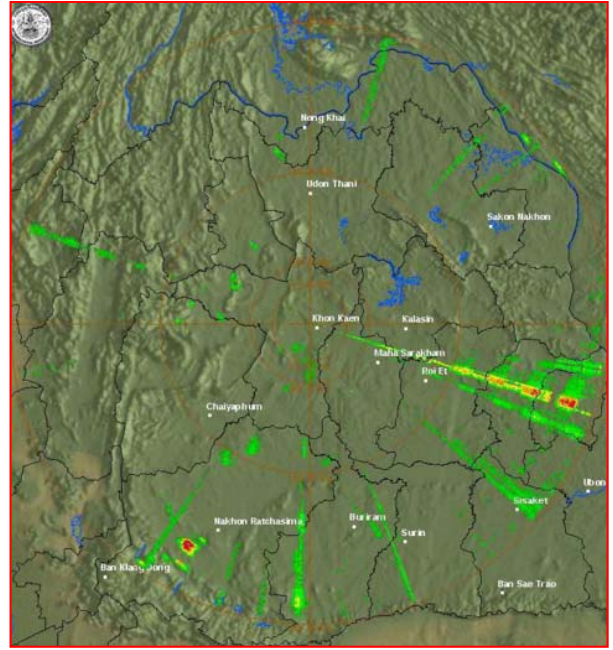 Nong Khai
Udon Thani
Sakon Nakhon
Khon Kaen
Kalasin
Maha Sarakham
Roi Et
Chaiyaphum
Ubon
Sisaket
Nakhon Ratchasima
Buriram
Surin
Ban Klang Dong
Ban Sae Trao